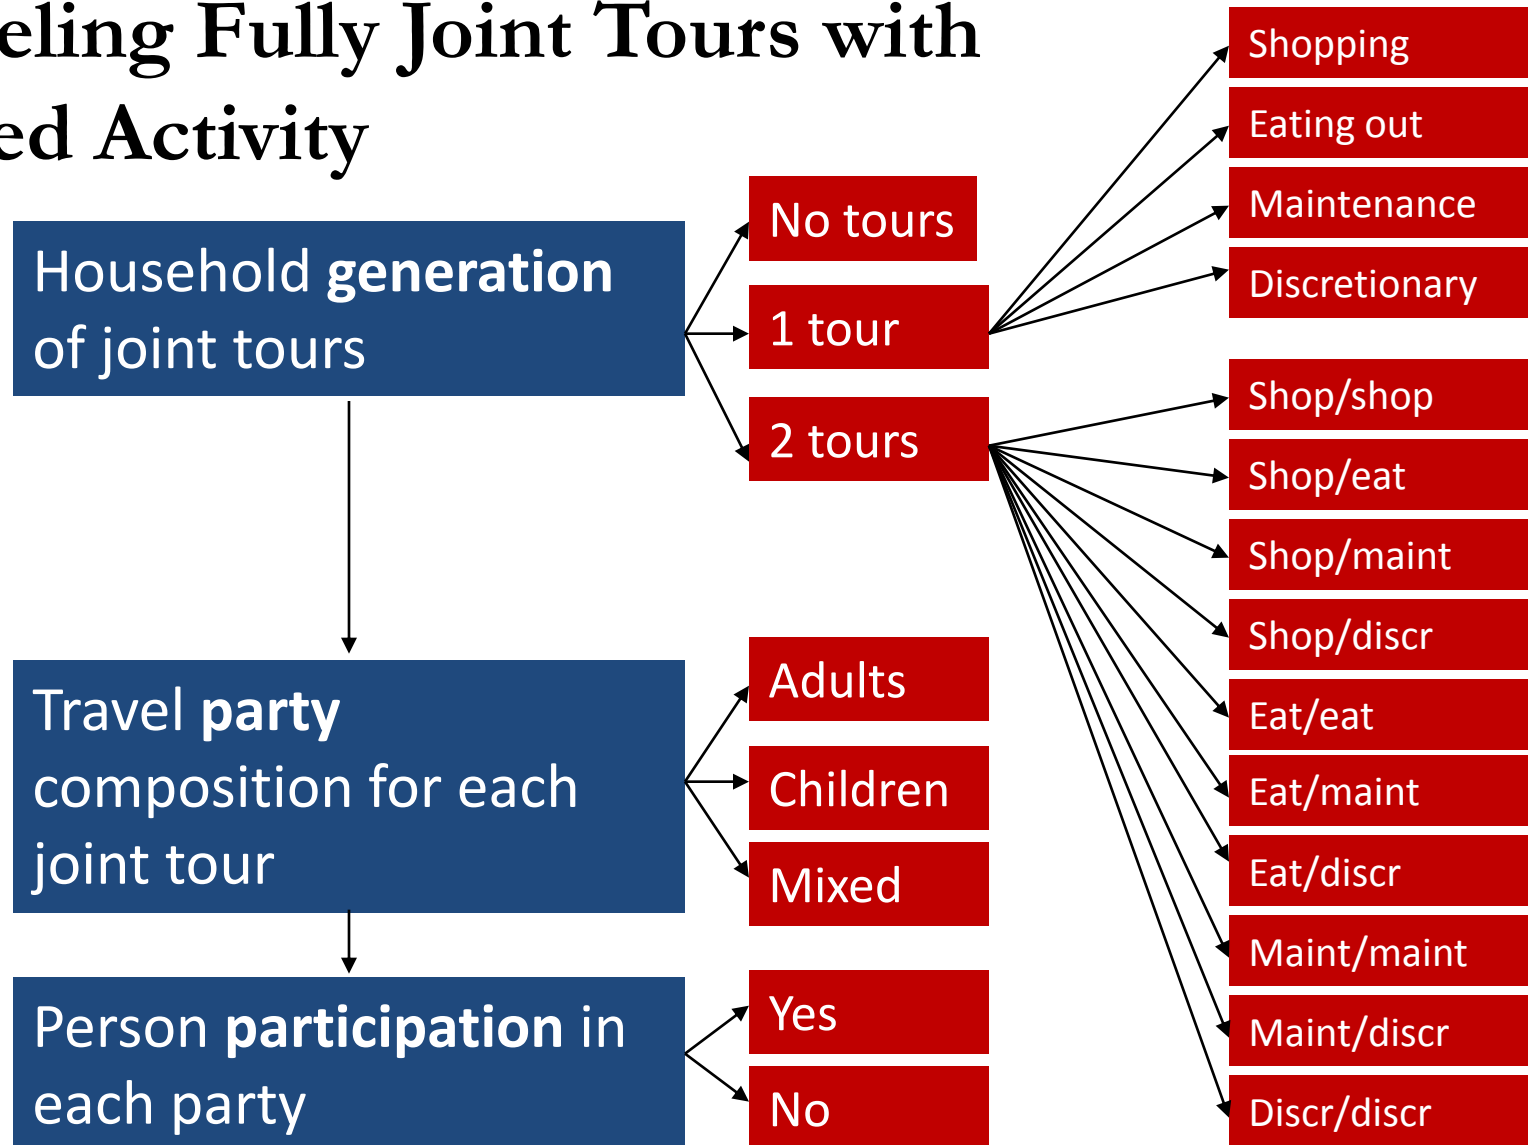 eling Fully Joint Tours with
ed Activity
Household generation
of joint tours
No tours
1 tour
2 tours
Shopping
Eating out
Maintenance
Discretionary
Shop/shop
Shop/eat
Shop/maint
Shop/discr
Eat/eat
Eat/maint
Eat/discr
Maint/maint
Maint/discr
Discr/discr
Travel party
composition for each
joint tour
Adults
Children
Mixed
Person participation in
each party
Yes
No